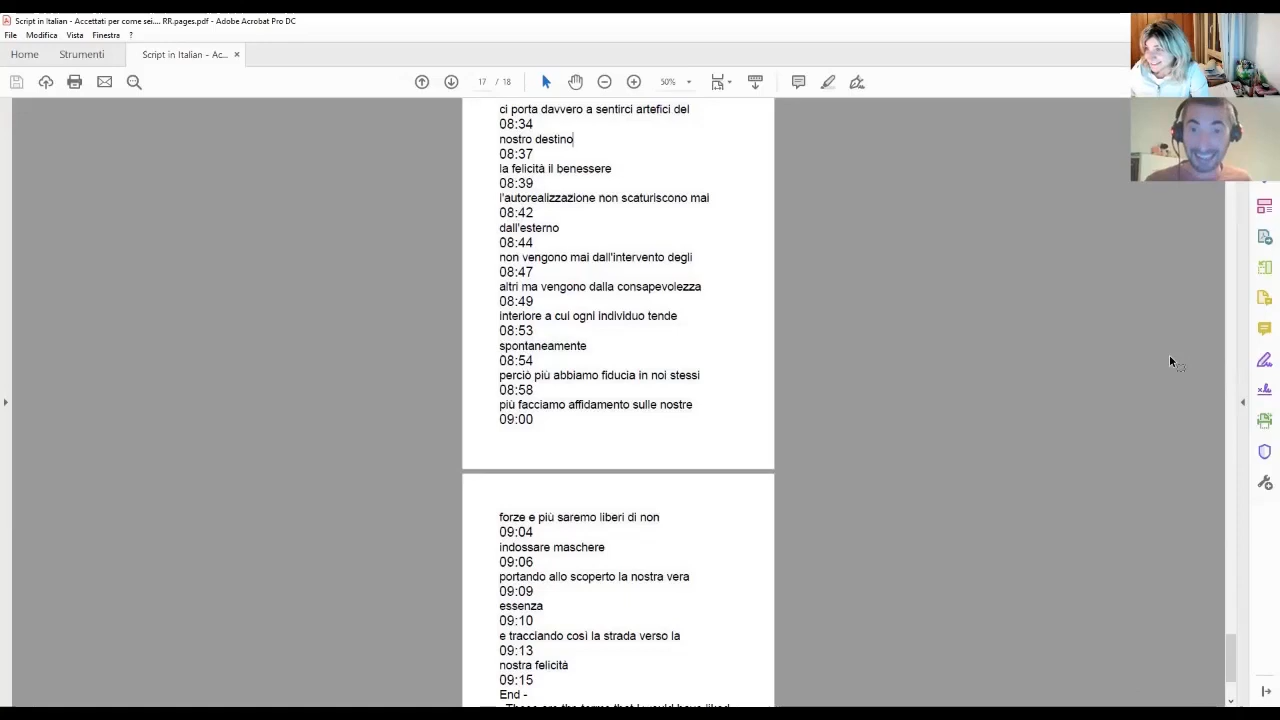 Script in Italian - Accettati per come sei.... RR.pages.pdf - Adobe Acrobat Pro DC
File Modifica Vista Finestra ?
Home Strumenti Script in Italian - Ac... ×
17 / 18 50%
ci porta davvero a sentirci artefici del
08:34
nostro destino
08:37
la felicità il benessere
08:39
l'autorealizzazione non scaturiscono mai
08:42
dall'esterno
08:44
non vengono mai dall'intervento degli
08:47
altri ma vengono dalla consapevolezza
08:49
interiore a cui ogni individuo tende
08:53
spontaneamente
08:54
perciò più abbiamo fiducia in noi stessi
08:58
più facciamo affidamento sulle nostre
09:00
forze e più saremo liberi di non
09:04
indossare maschere
09:06
portando allo scoperto la nostra vera
09:09
essenza
09:10
e tracciando così la strada verso la
09:13
nostra felicità
09:15
End -